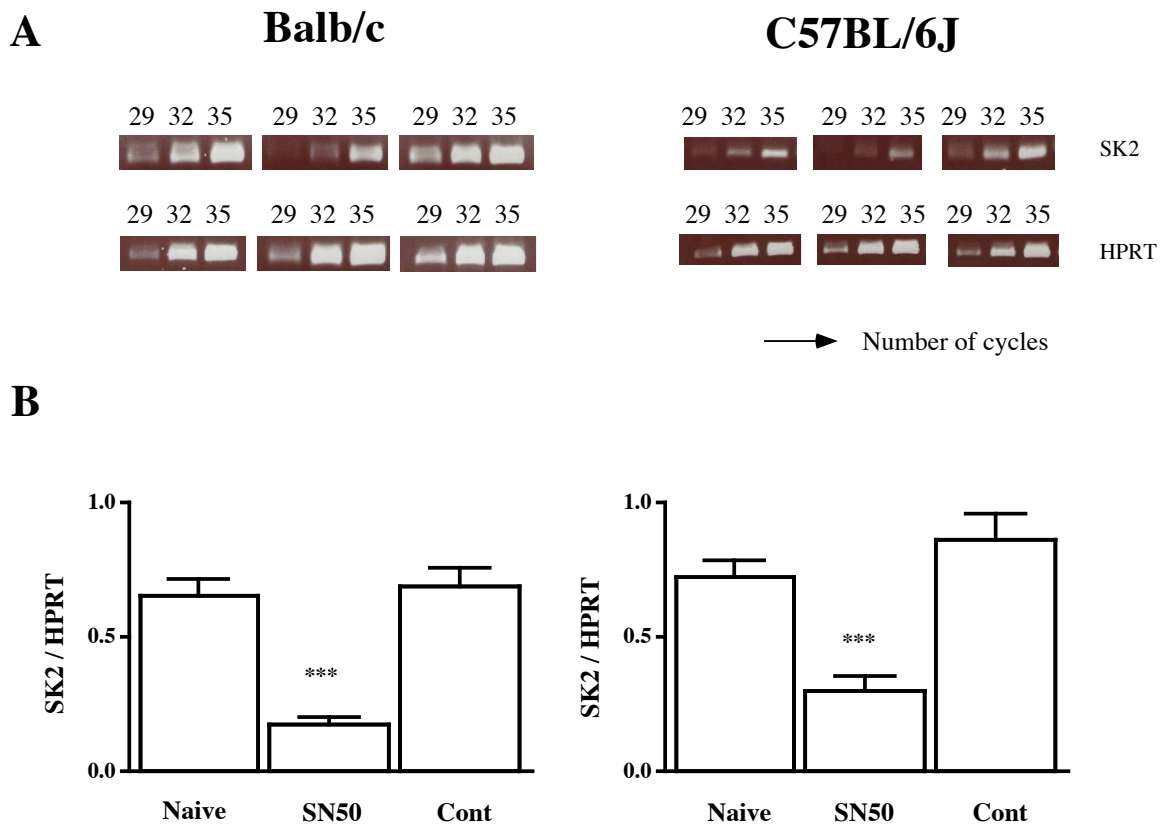 A
Balb/c
C57BL/6J
29 32 35 29 32 35 29 32 35
29 32 35 29 32 35 29 32 35
SK2
29 32 35 29 32 35 29 32 35
29 32 35 29 32 35 29 32 35
HPRT
Number of cycles
B
SK2 / HPRT
1.0
0.5
0.0
***
Naive SN50 Cont
SK2 / HPRT
1.0
0.5
0.0
***
Naive SN50 Cont